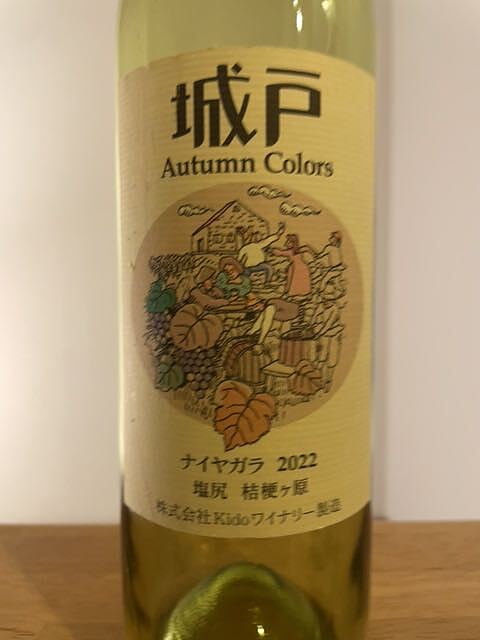 城戸
Autumn Colors
ナイヤガラ 2022
塩尻 桔梗ヶ原
株式会社Kidoワイナリー製造